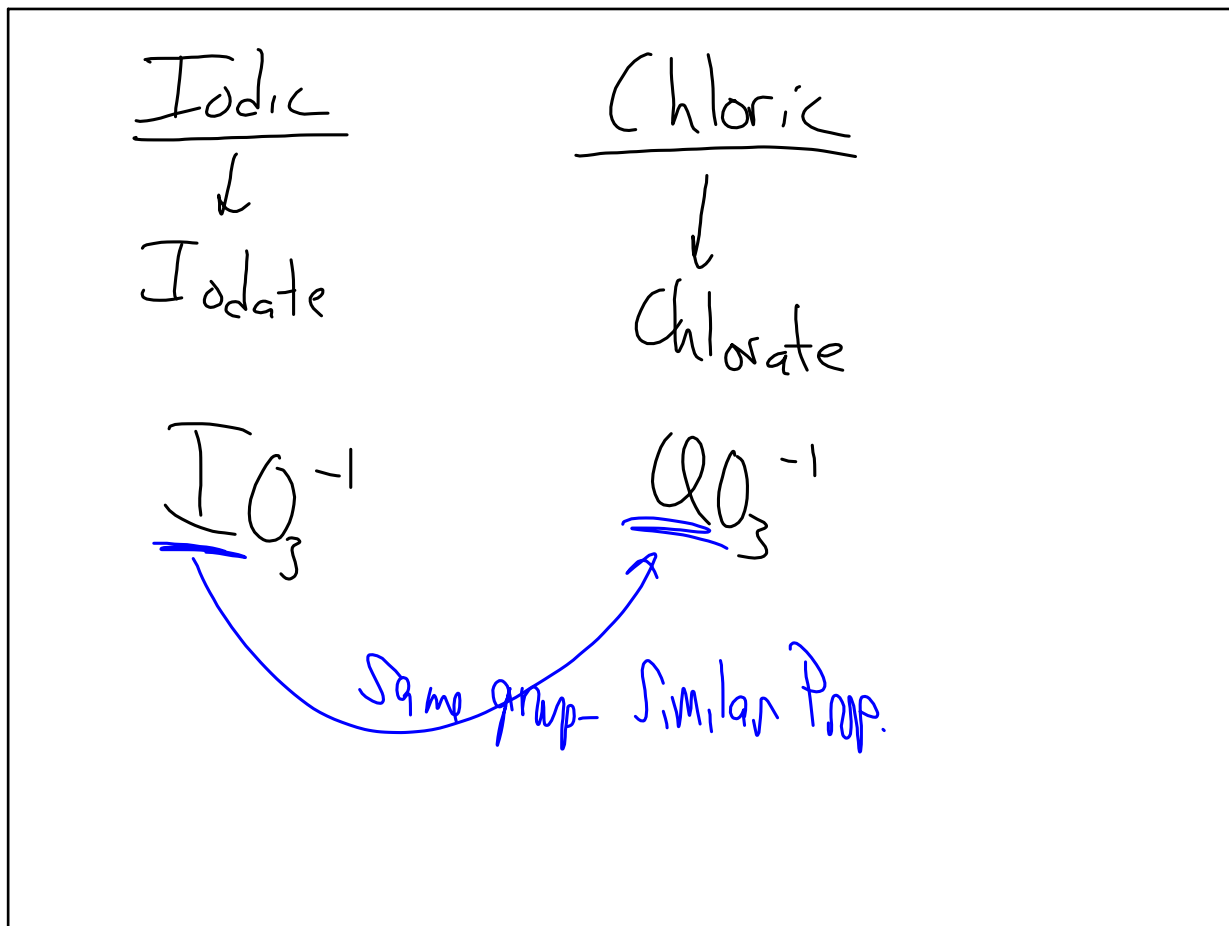 Iodic Chloric
↓ ↓
Iodate Chlorate
IO₃⁻¹ ClO₃⁻¹
Same group- Similar Prop.